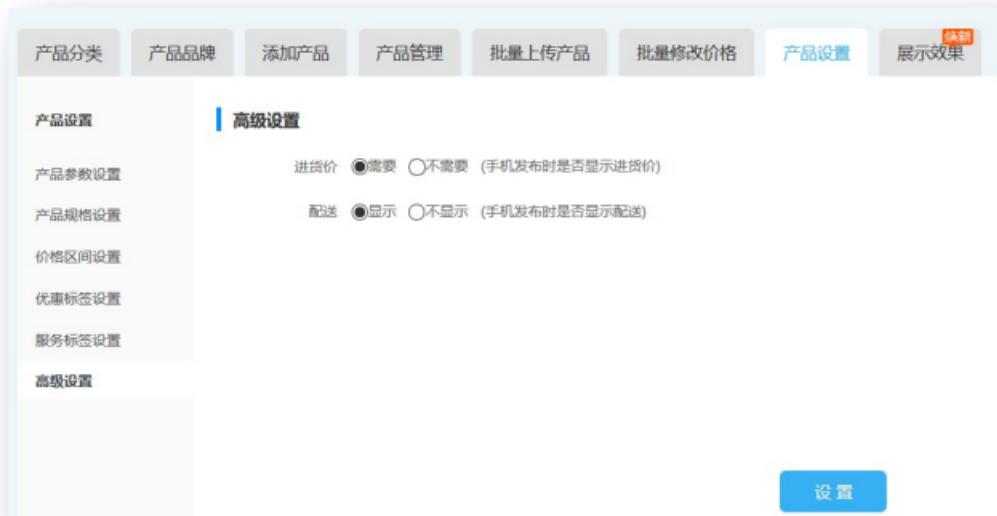 产品分类 产品品牌 添加产品 产品管理 批量上传产品 批量修改价格 产品设置 展示效果 焕新
产品设置
产品参数设置
产品规格设置
价格区间设置
优惠标签设置
服务标签设置
高级设置
高级设置
进货价 需要 不需要 (手机发布时是否显示进货价)
配送 显示 不显示 (手机发布时是否显示配送)
设置